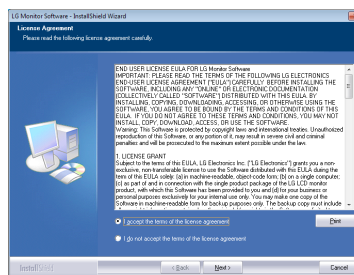 LG Monitor Software - InstallShield Wizard
License Agreement
Please read the following license agreement carefully.
END USER LICENSE EULA FOR LG Monitor Software
IMPORTANT: PLEASE READ THE TERMS OF THE FOLLOWING LG ELECTRONICS
END-USER LICENSE AGREEMENT ("EULA") CAREFULLY BEFORE INSTALLING THE
SOFTWARE, INCLUDING ANY "ONLINE" OR ELECTRONIC DOCUMENTATION
(COLLECTIVELY CALLED "SOFTWARE") DISTRIBUTED WITH THIS EULA. BY
INSTALLING, COPYING, DOWNLOADING, ACCESSING, OR OTHERWISE USING THE
SOFTWARE, YOU AGREE TO BE BOUND BY THE TERMS AND CONDITIONS OF THIS
EULA. IF YOU DO NOT AGREE TO THESE TERMS AND CONDITIONS, YOU MAY NOT
INSTALL, COPY, DOWNLOAD, ACCESS, OR USE THE SOFTWARE.
Warning: This Software is protected by copyright laws and international treaties. Unauthorized
reproduction of this Software, or any portion of it, may result in severe civil and criminal
penalties and will be prosecuted to the maximum extent possible under the law.
1. LICENSE GRANT
Subject to the terms of this EULA, LG Electronics Inc. ("LG Electronics") grants you a non-
exclusive, non-transferable license to use the Software distributed with this EULA during the
term of this EULA solely: (a) in machine-readable, object-code form; (b) on a single computer;
(c) as part of and in connection with the single product package of the LG LCD
monitor, with which this Software has been provided to you and (d) for your business or
personal purposes exclusively for your internal use only. You may make one copy of the
Software in machine-readable form for backup purposes only. The backup copy must include
I accept the terms of the license agreement
Print
I do not accept the terms of the license agreement
InstallShield
< Back
Next >
Cancel